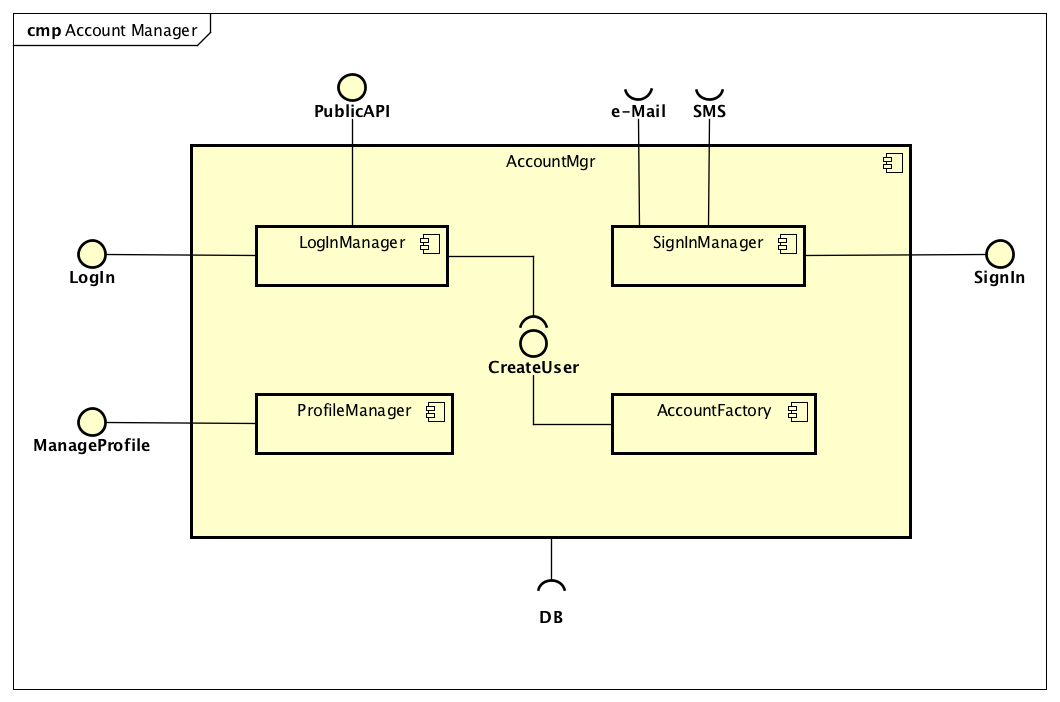 cmp Account Manager
PublicAPI
e-Mail
SMS
AccountMgr
LogInManager
SignInManager
LogIn
SignIn
CreateUser
ProfileManager
AccountFactory
ManageProfile
DB